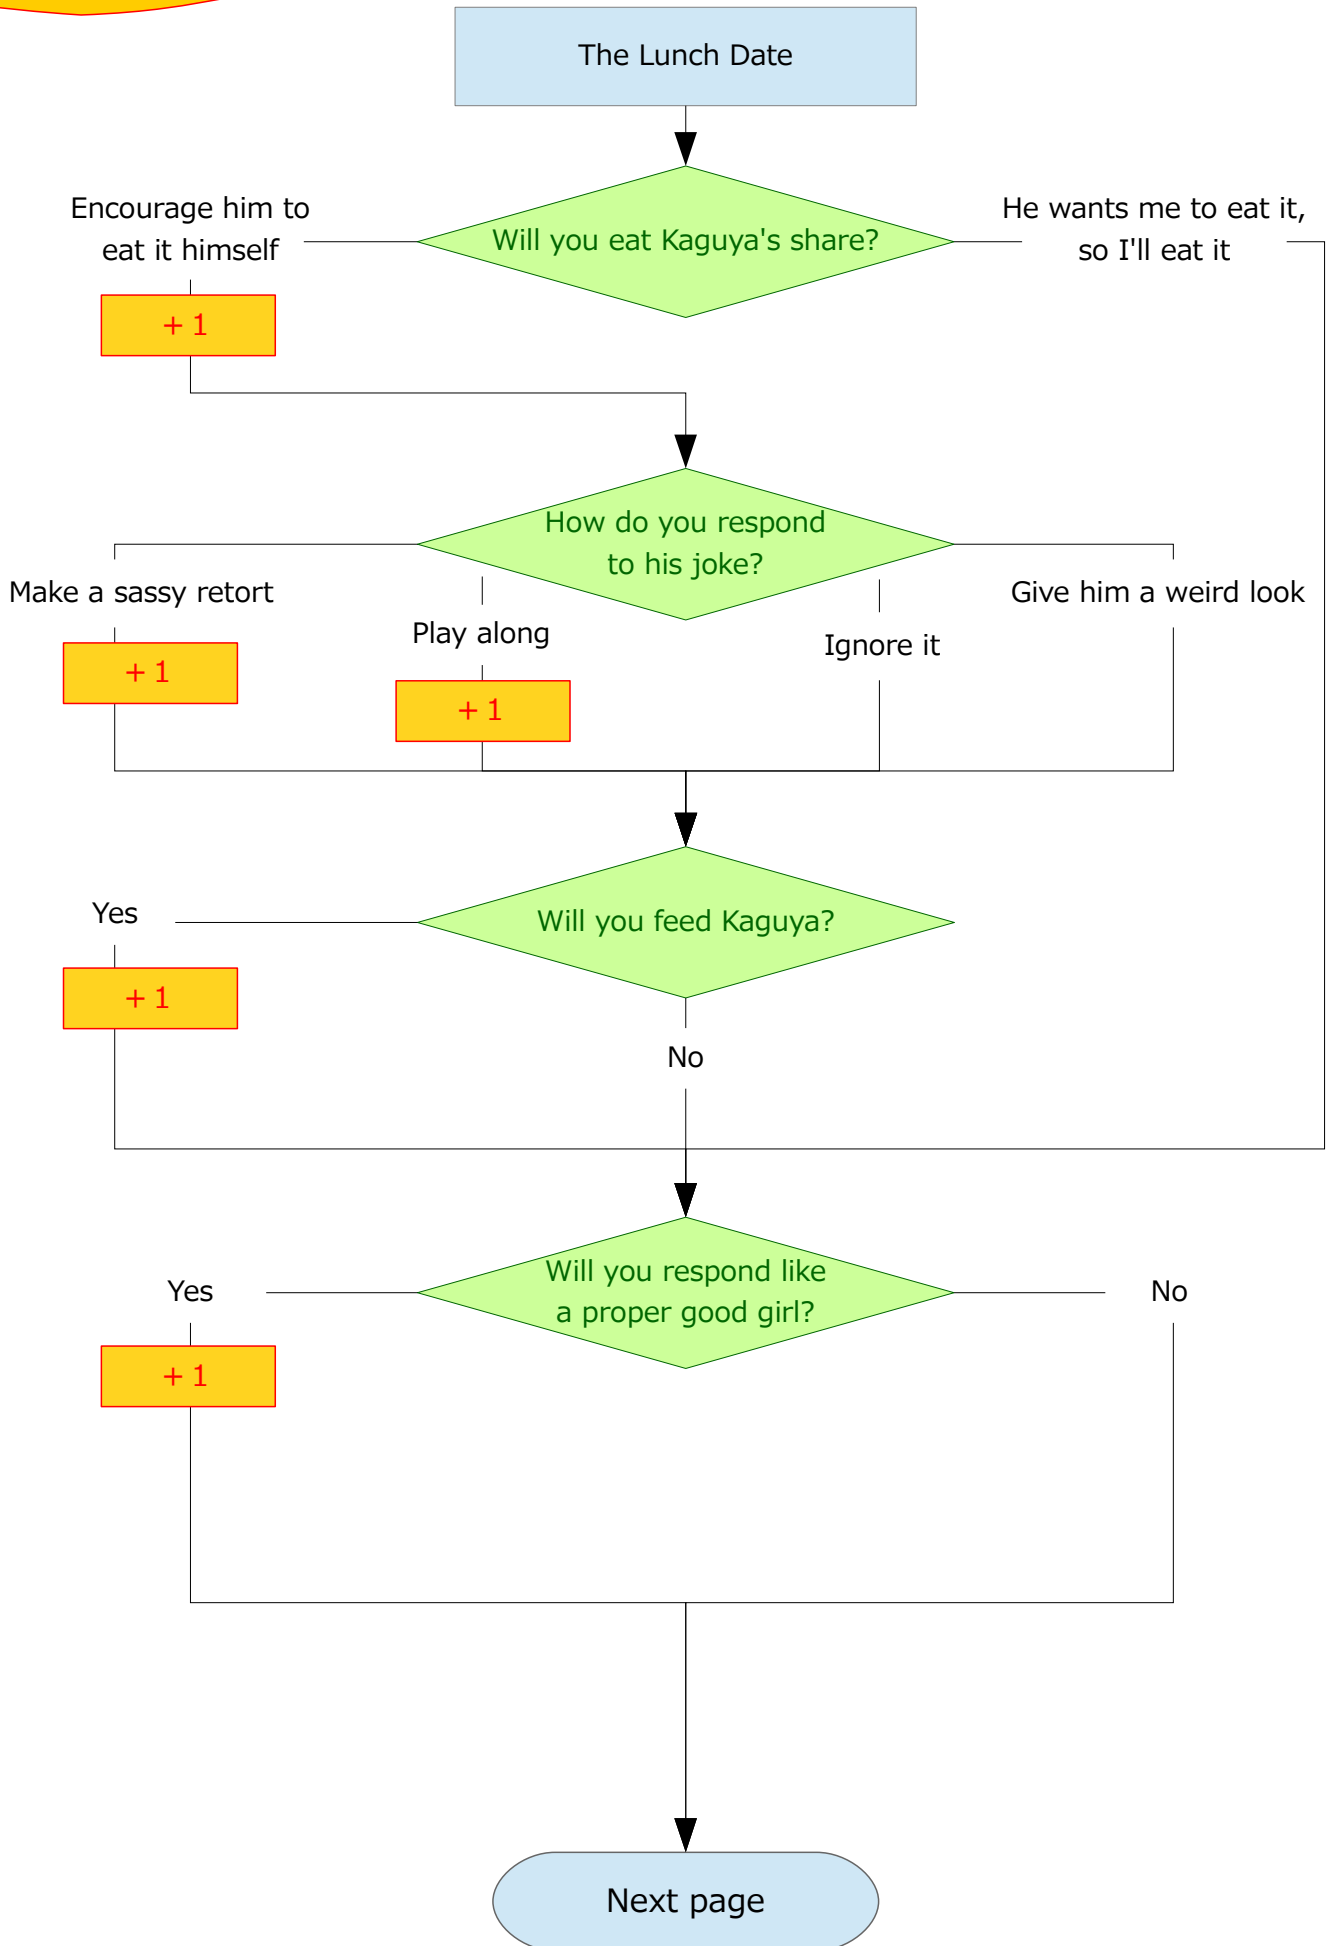 The Lunch Date
Encourage him to
eat it himself
Will you eat Kaguya's share?
He wants me to eat it,
so I'll eat it
+ 1
How do you respond
to his joke?
Make a sassy retort
Play along
Ignore it
Give him a weird look
+ 1
+ 1
Yes
Will you feed Kaguya?
+ 1
No
Yes
Will you respond like
a proper good girl?
No
+ 1
Next page